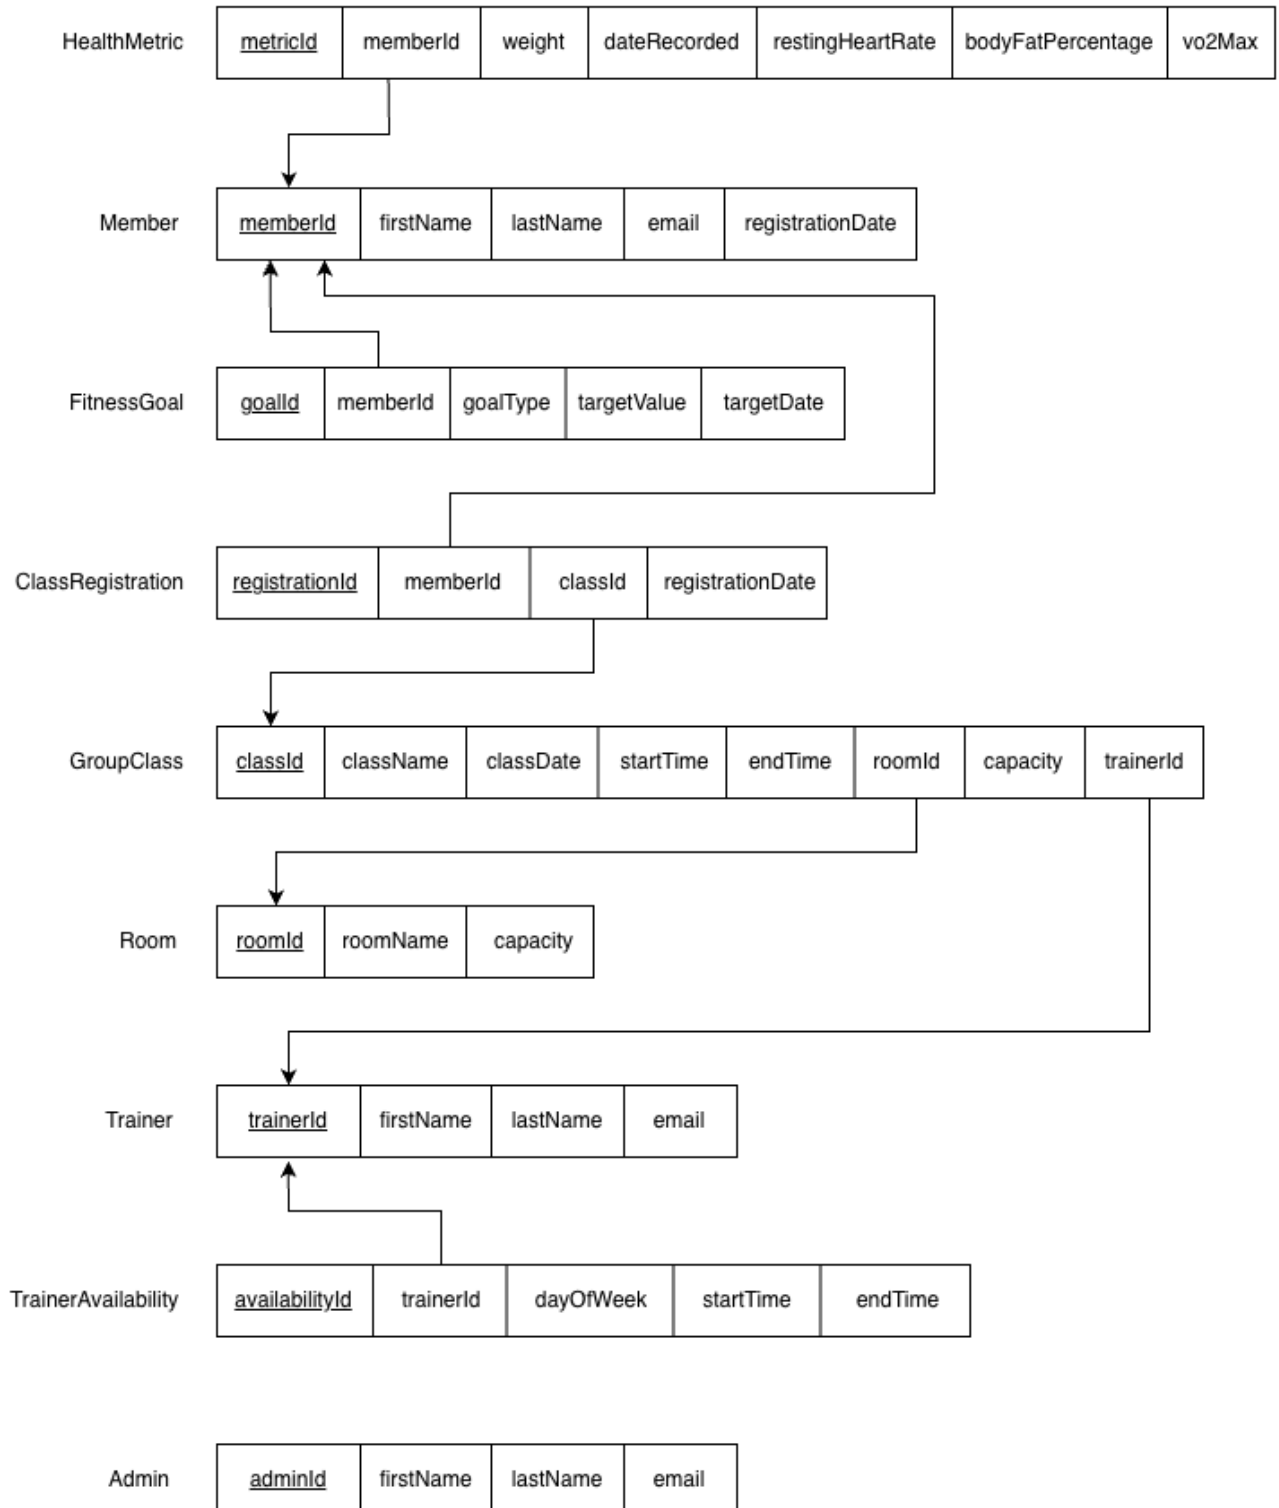 HealthMetric metricId memberId weight dateRecorded restingHeartRate bodyFatPercentage vo2Max
Member memberId firstName lastName email registrationDate
FitnessGoal goalId memberId goalType targetValue targetDate
ClassRegistration registrationId memberId classId registrationDate
GroupClass classId className classDate startTime endTime roomId capacity trainerId
Room roomId roomName capacity
Trainer trainerId firstName lastName email
TrainerAvailability availabilityId trainerId dayOfWeek startTime endTime
Admin adminId firstName lastName email